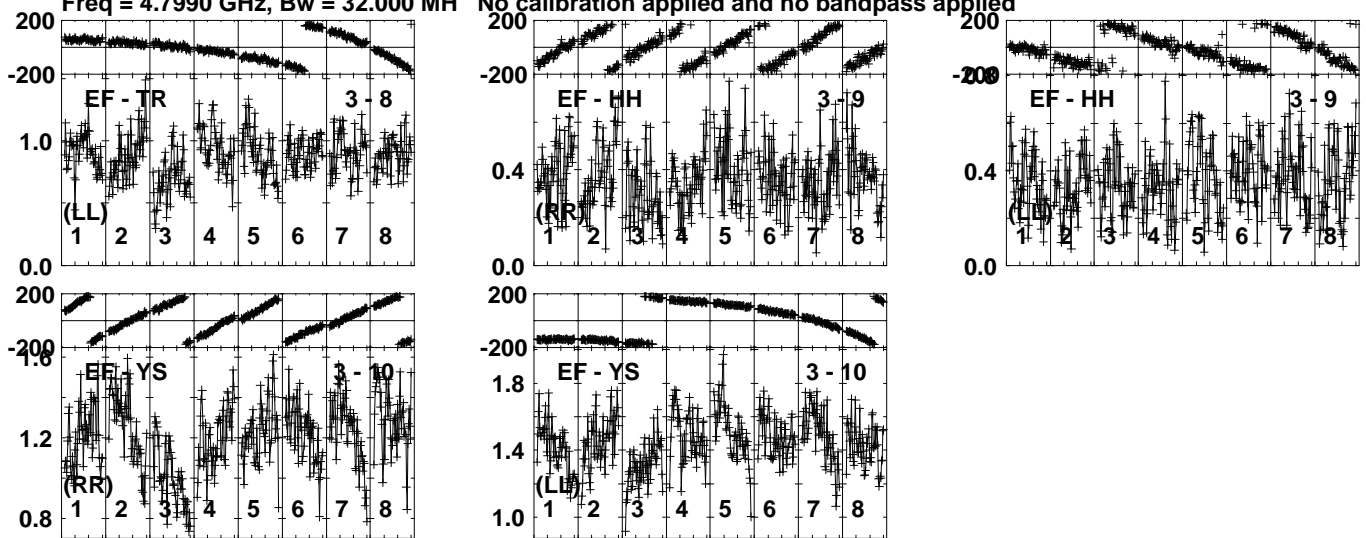 Freq = 4.7990 GHz, Bw = 32.000 MH No calibration applied and no bandpass applied
200
-200
EF - TR 3 - 8
1.0
(LL)
1 2 3 4 5 6 7 8
0.0
200
-200
EF - HH 3 - 9
0.4
(RR)
1 2 3 4 5 6 7 8
0.0
200
-200
0.8
EF - HH 3 - 9
0.4
(LL)
1 2 3 4 5 6 7 8
0.0
200
-200
1.6
EF - YS 3 - 10
1.2
(RR)
1 2 3 4 5 6 7 8
0.8
200
-200
EF - YS 3 - 10
1.8
1.4
(LL)
1 2 3 4 5 6 7 8
1.0